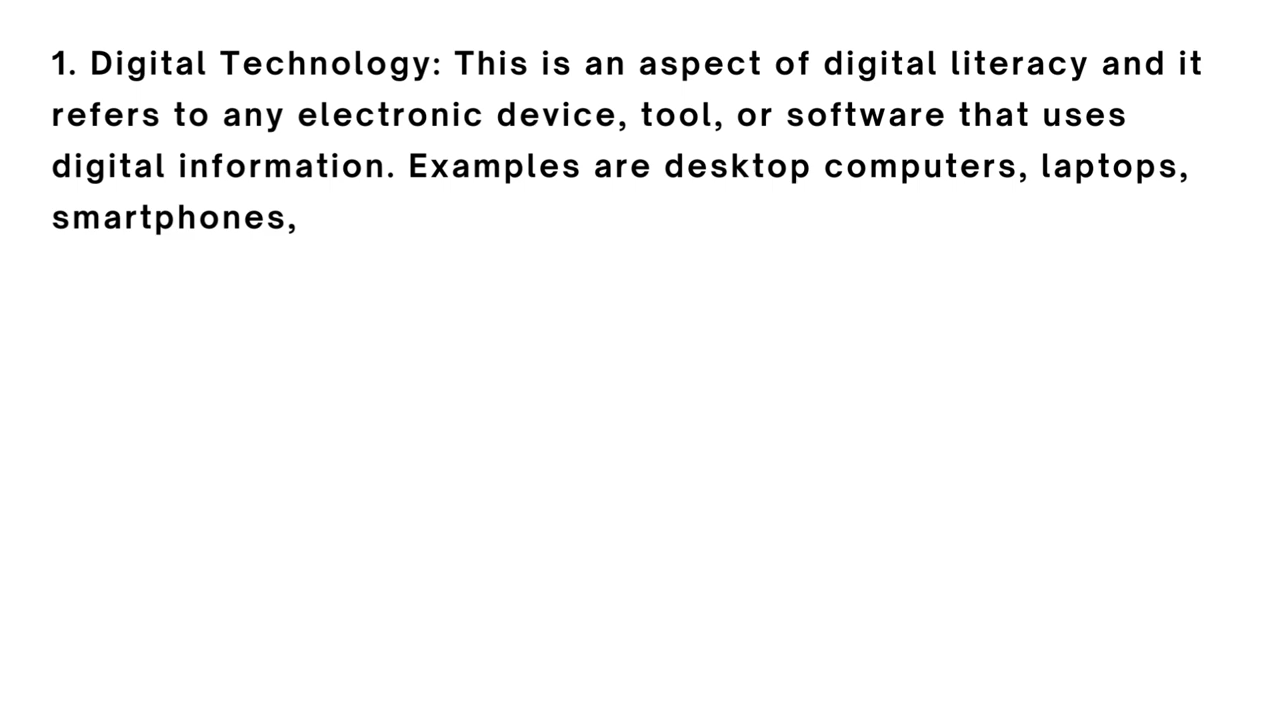 1. Digital Technology: This is an aspect of digital literacy and it
refers to any electronic device, tool, or software that uses
digital information. Examples are desktop computers, laptops,
smartphones,